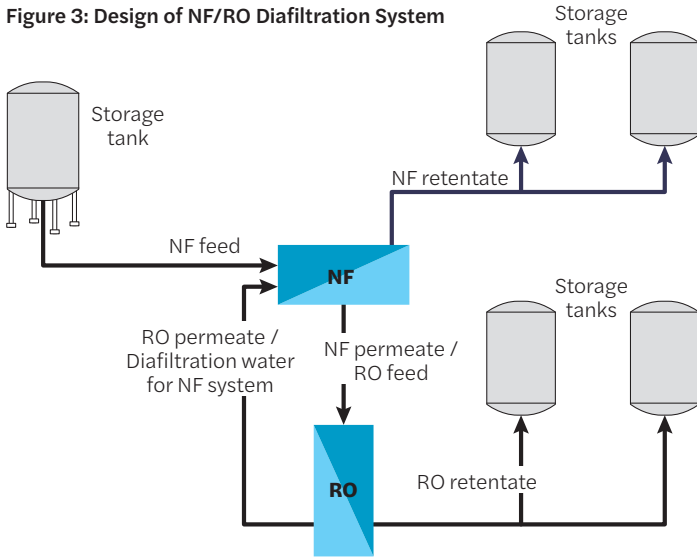 Figure 3: Design of NF/RO Diafiltration System
Storage
tanks
Storage
tank
NF retentate
NF feed
NF
Storage
tanks
RO permeate /
Diafiltration water
for NF system
NF permeate /
RO feed
RO
RO retentate